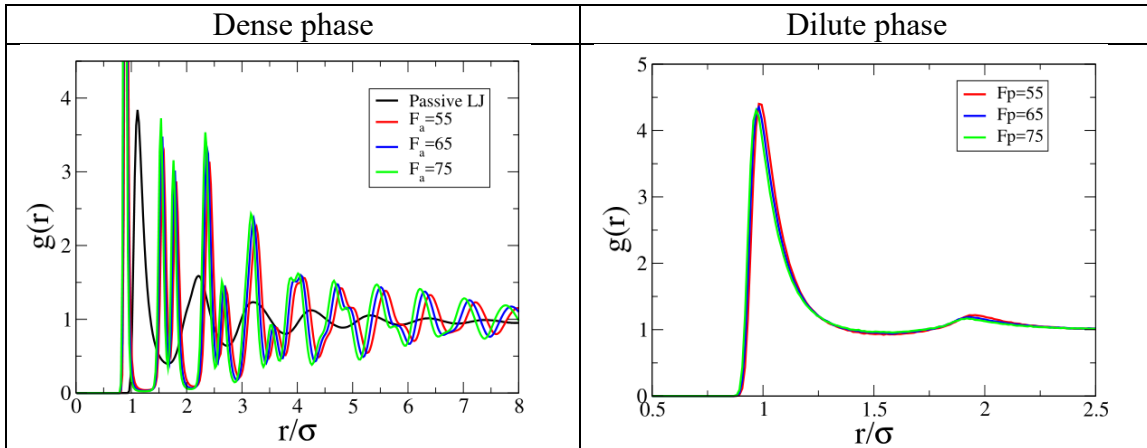 Dense phase
Dilute phase
4
3
2
1
0
g(r)
Passive LJ
F_a=55
F_a=65
F_a=75
0 1 2 3 4 5 6 7 8
r/σ
5
4
3
2
1
0
g(r)
Fp=55
Fp=65
Fp=75
0.5 1 1.5 2 2.5
r/σ